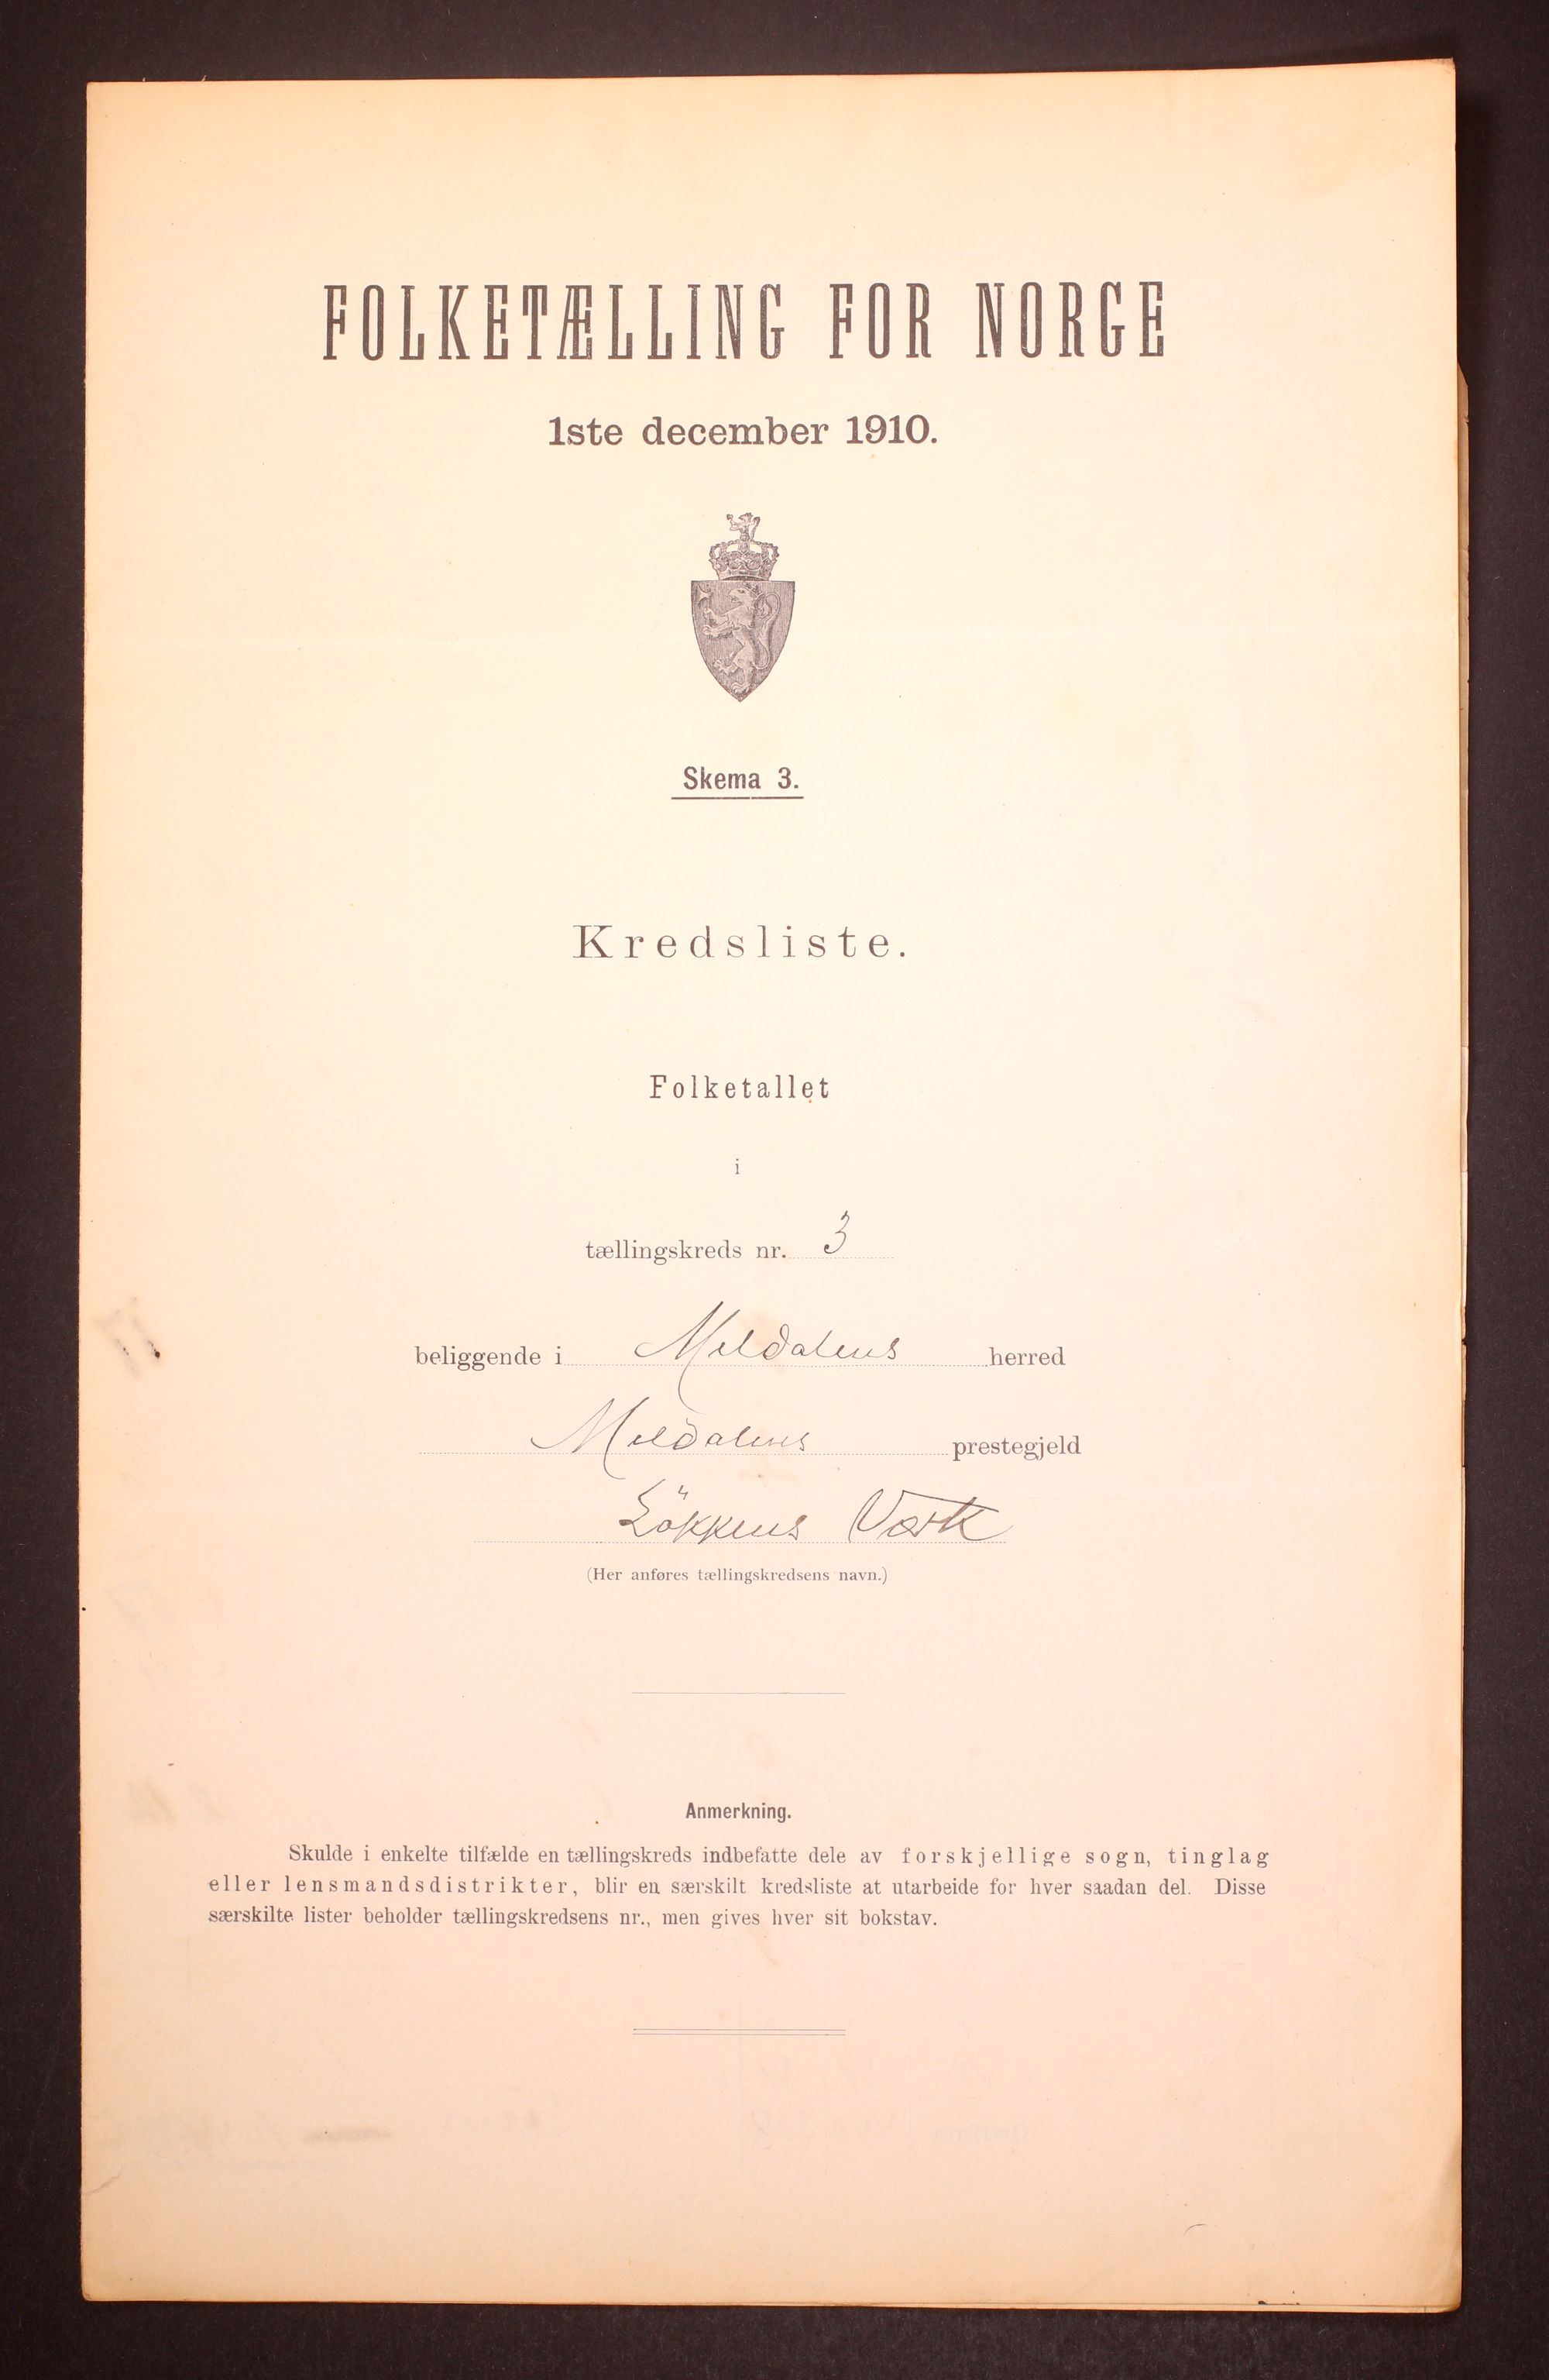 FOLKETÆLLING FOR NORGE
1ste december 1910.
Skema 3.
Kredsliste.
Folketallet
i
tællingskreds nr. 3
beliggende i Meldalens herred
Meldalens prestegjeld
Lökkens Værk
(Her anføres tællingskredsens navn.)
Anmerkning.
Skulde i enkelte tilfælde en tællingskreds indbefatte dele av forskjellige sogn, tinglag
eller lensmandsdistrikter, blir en særskilt kredsliste at utarbeide for hver saadan del. Disse
særskilte lister beholder tællingskredsens nr., men gives hver sit bokstav.